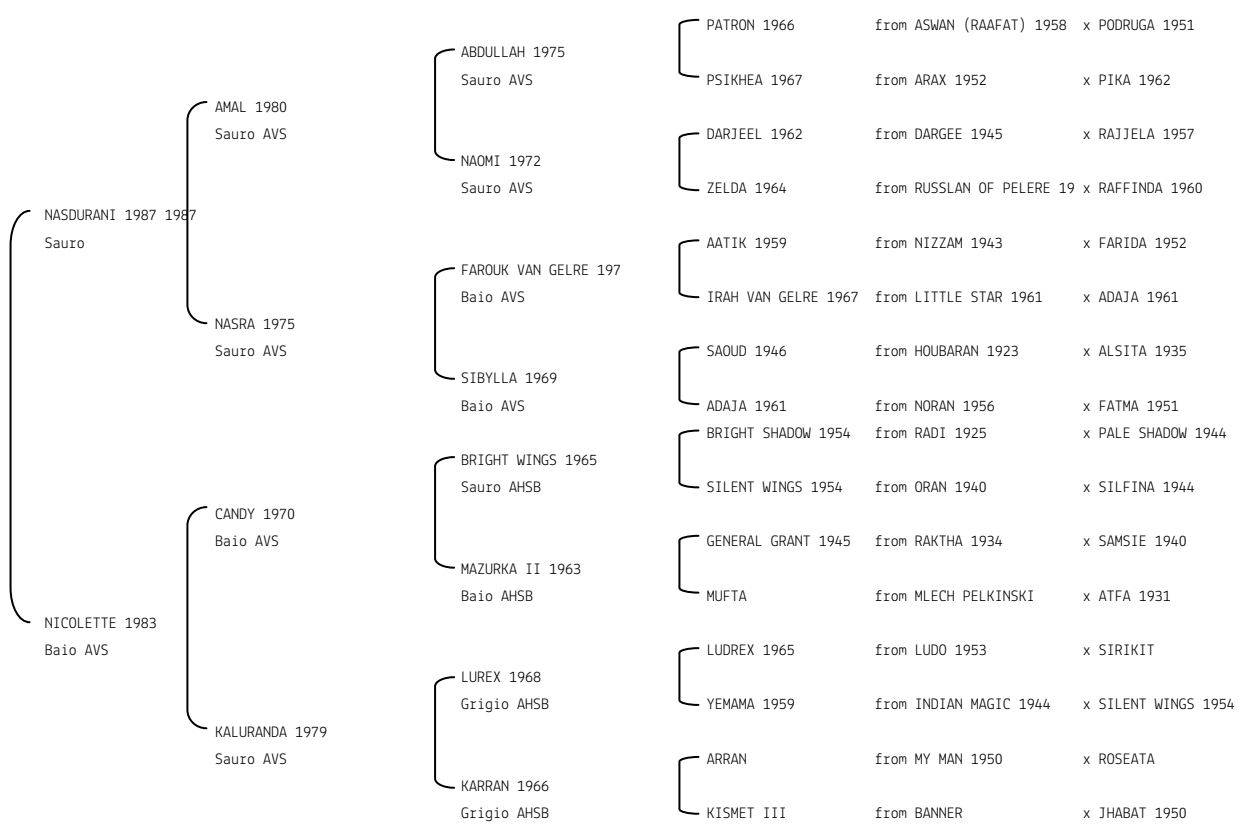 PATRON 1966 from ASWAN (RAAFAT) 1958 x PODRUGA 1951
ABDULLAH 1975
Sauro AVS PSIKHEA 1967 from ARAX 1952 x PIKA 1962
AMAL 1980
Sauro AVS DARJEEL 1962 from DARGEE 1945 x RAJJELA 1957
NAOMI 1972
Sauro AVS ZELDA 1964 from RUSSLAN OF PELERE 19 x RAFFINDA 1960
NASDURANI 1987 1987
Sauro AATIK 1959 from NIZZAM 1943 x FARIDA 1952
FAROUK VAN GELRE 197
Baio AVS IRAH VAN GELRE 1967 from LITTLE STAR 1961 x ADAJA 1961
NASRA 1975
Sauro AVS SAOUD 1946 from HOUBARAN 1923 x ALSITA 1935
SIBYLLA 1969
Baio AVS ADAJA 1961 from NORAN 1956 x FATMA 1951
BRIGHT SHADOW 1954 from RADI 1925 x PALE SHADOW 1944
BRIGHT WINGS 1965
Sauro AHSB SILENT WINGS 1954 from ORAN 1940 x SILFINA 1944
CANDY 1970
Baio AVS GENERAL GRANT 1945 from RAKTHA 1934 x SAMSIE 1940
MAZURKA II 1963
Baio AHSB MUFTA from MLECH PELKINSKI x ATFA 1931
NICOLETTE 1983
Baio AVS LUDREX 1965 from LUDO 1953 x SIRIKIT
LUREX 1968
Grigio AHSB YEMAMA 1959 from INDIAN MAGIC 1944 x SILENT WINGS 1954
KALURANDA 1979
Sauro AVS ARRAN from MY MAN 1950 x ROSEATA
KARRAN 1966
Grigio AHSB KISMET III from BANNER x JHABAT 1950